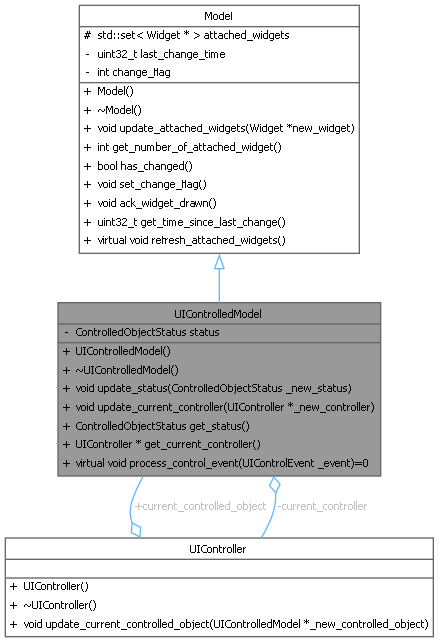 Model
# std::set< Widget * > attached_widgets
- uint32_t last_change_time
- int change_flag
+ Model()
+ ~Model()
+ void update_attached_widgets(Widget *new_widget)
+ int get_number_of_attached_widget()
+ bool has_changed()
+ void set_change_flag()
+ void ack_widget_drawn()
+ uint32_t get_time_since_last_change()
+ virtual void refresh_attached_widgets()
UIControlledModel
- ControlledObjectStatus status
+ UIControlledModel()
+ ~UIControlledModel()
+ void update_status(ControlledObjectStatus _new_status)
+ void update_current_controller(UIController *_new_controller)
+ ControlledObjectStatus get_status()
+ UIController * get_current_controller()
+ virtual void process_control_event(UIControlEvent _event)=0
+current_controlled_object
-current_controller
UIController
+ UIController()
+ ~UIController()
+ void update_current_controlled_object(UIControlledModel *_new_controlled_object)